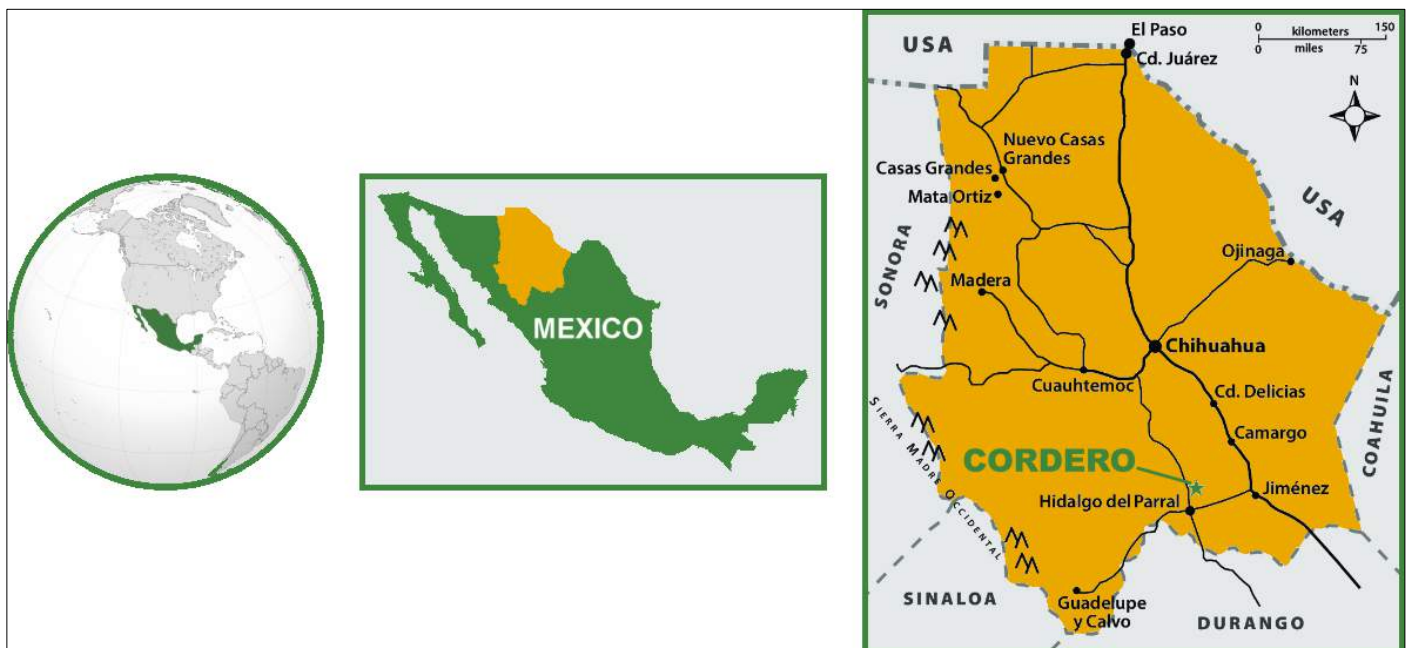 MEXICO
USA
El Paso
Cd. Juárez
0 kilometers 150
0 miles 75
N
Nuevo Casas
Grandes
Casas Grandes
Mata Ortiz
USA
SONORA
Ojinaga
Madera
Chihuahua
Cuauhtemoc
Cd. Delicias
COAHUILA
SIERRA MADRE OCCIDENTAL
Camargo
CORDERO
Jiménez
Hidalgo del Parral
SINALOA
Guadelupe
y Calvo
DURANGO